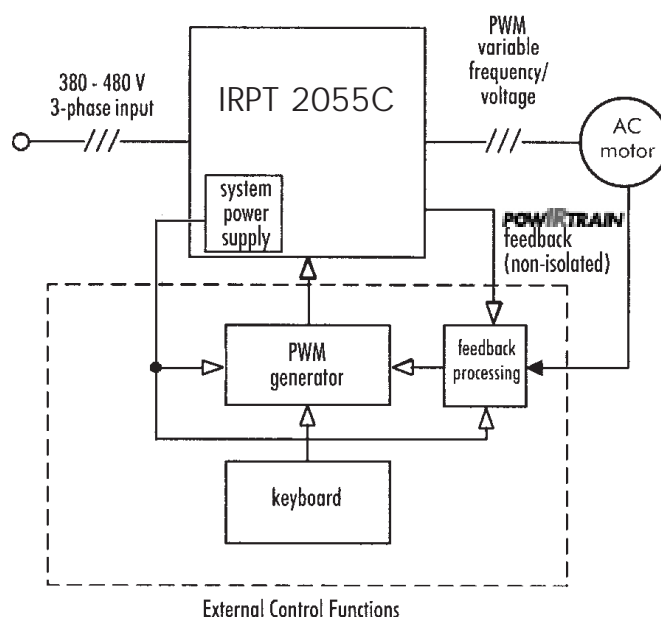 380 - 480 V
3-phase input
IRPT 2055C
PWM
variable
frequency/
voltage
AC
motor
system
power
supply
POWIRTRAIN
feedback
(non-isolated)
PWM
generator
feedback
processing
keyboard
External Control Functions